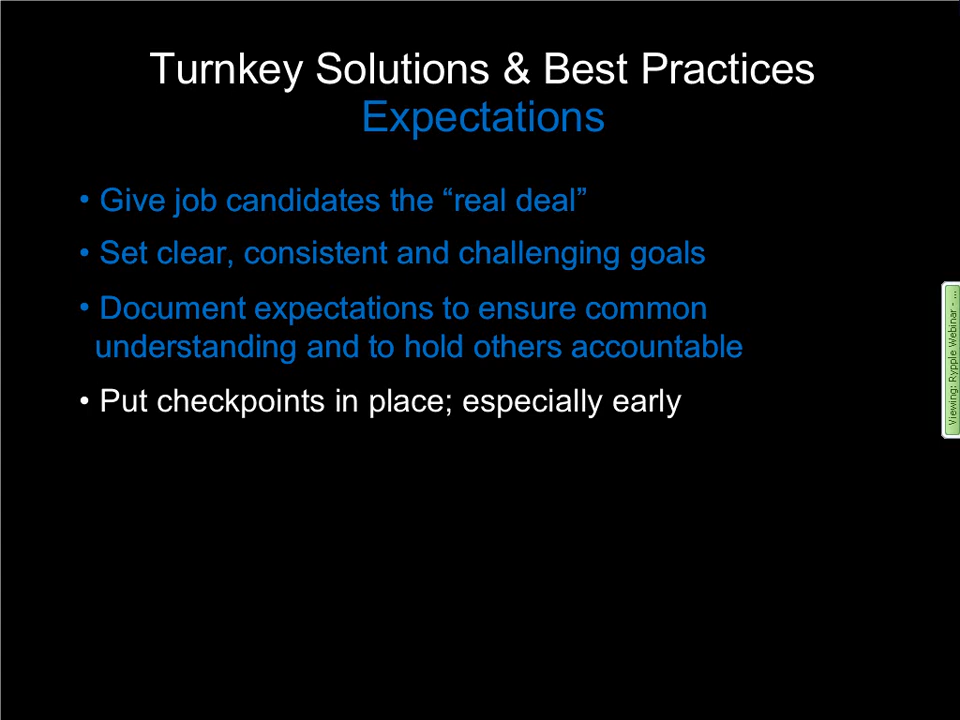 Turnkey Solutions & Best Practices
Expectations
• Give job candidates the “real deal”
• Set clear, consistent and challenging goals
• Document expectations to ensure common
understanding and to hold others accountable
• Put checkpoints in place; especially early
Viewing: Rypple Webinar - ...